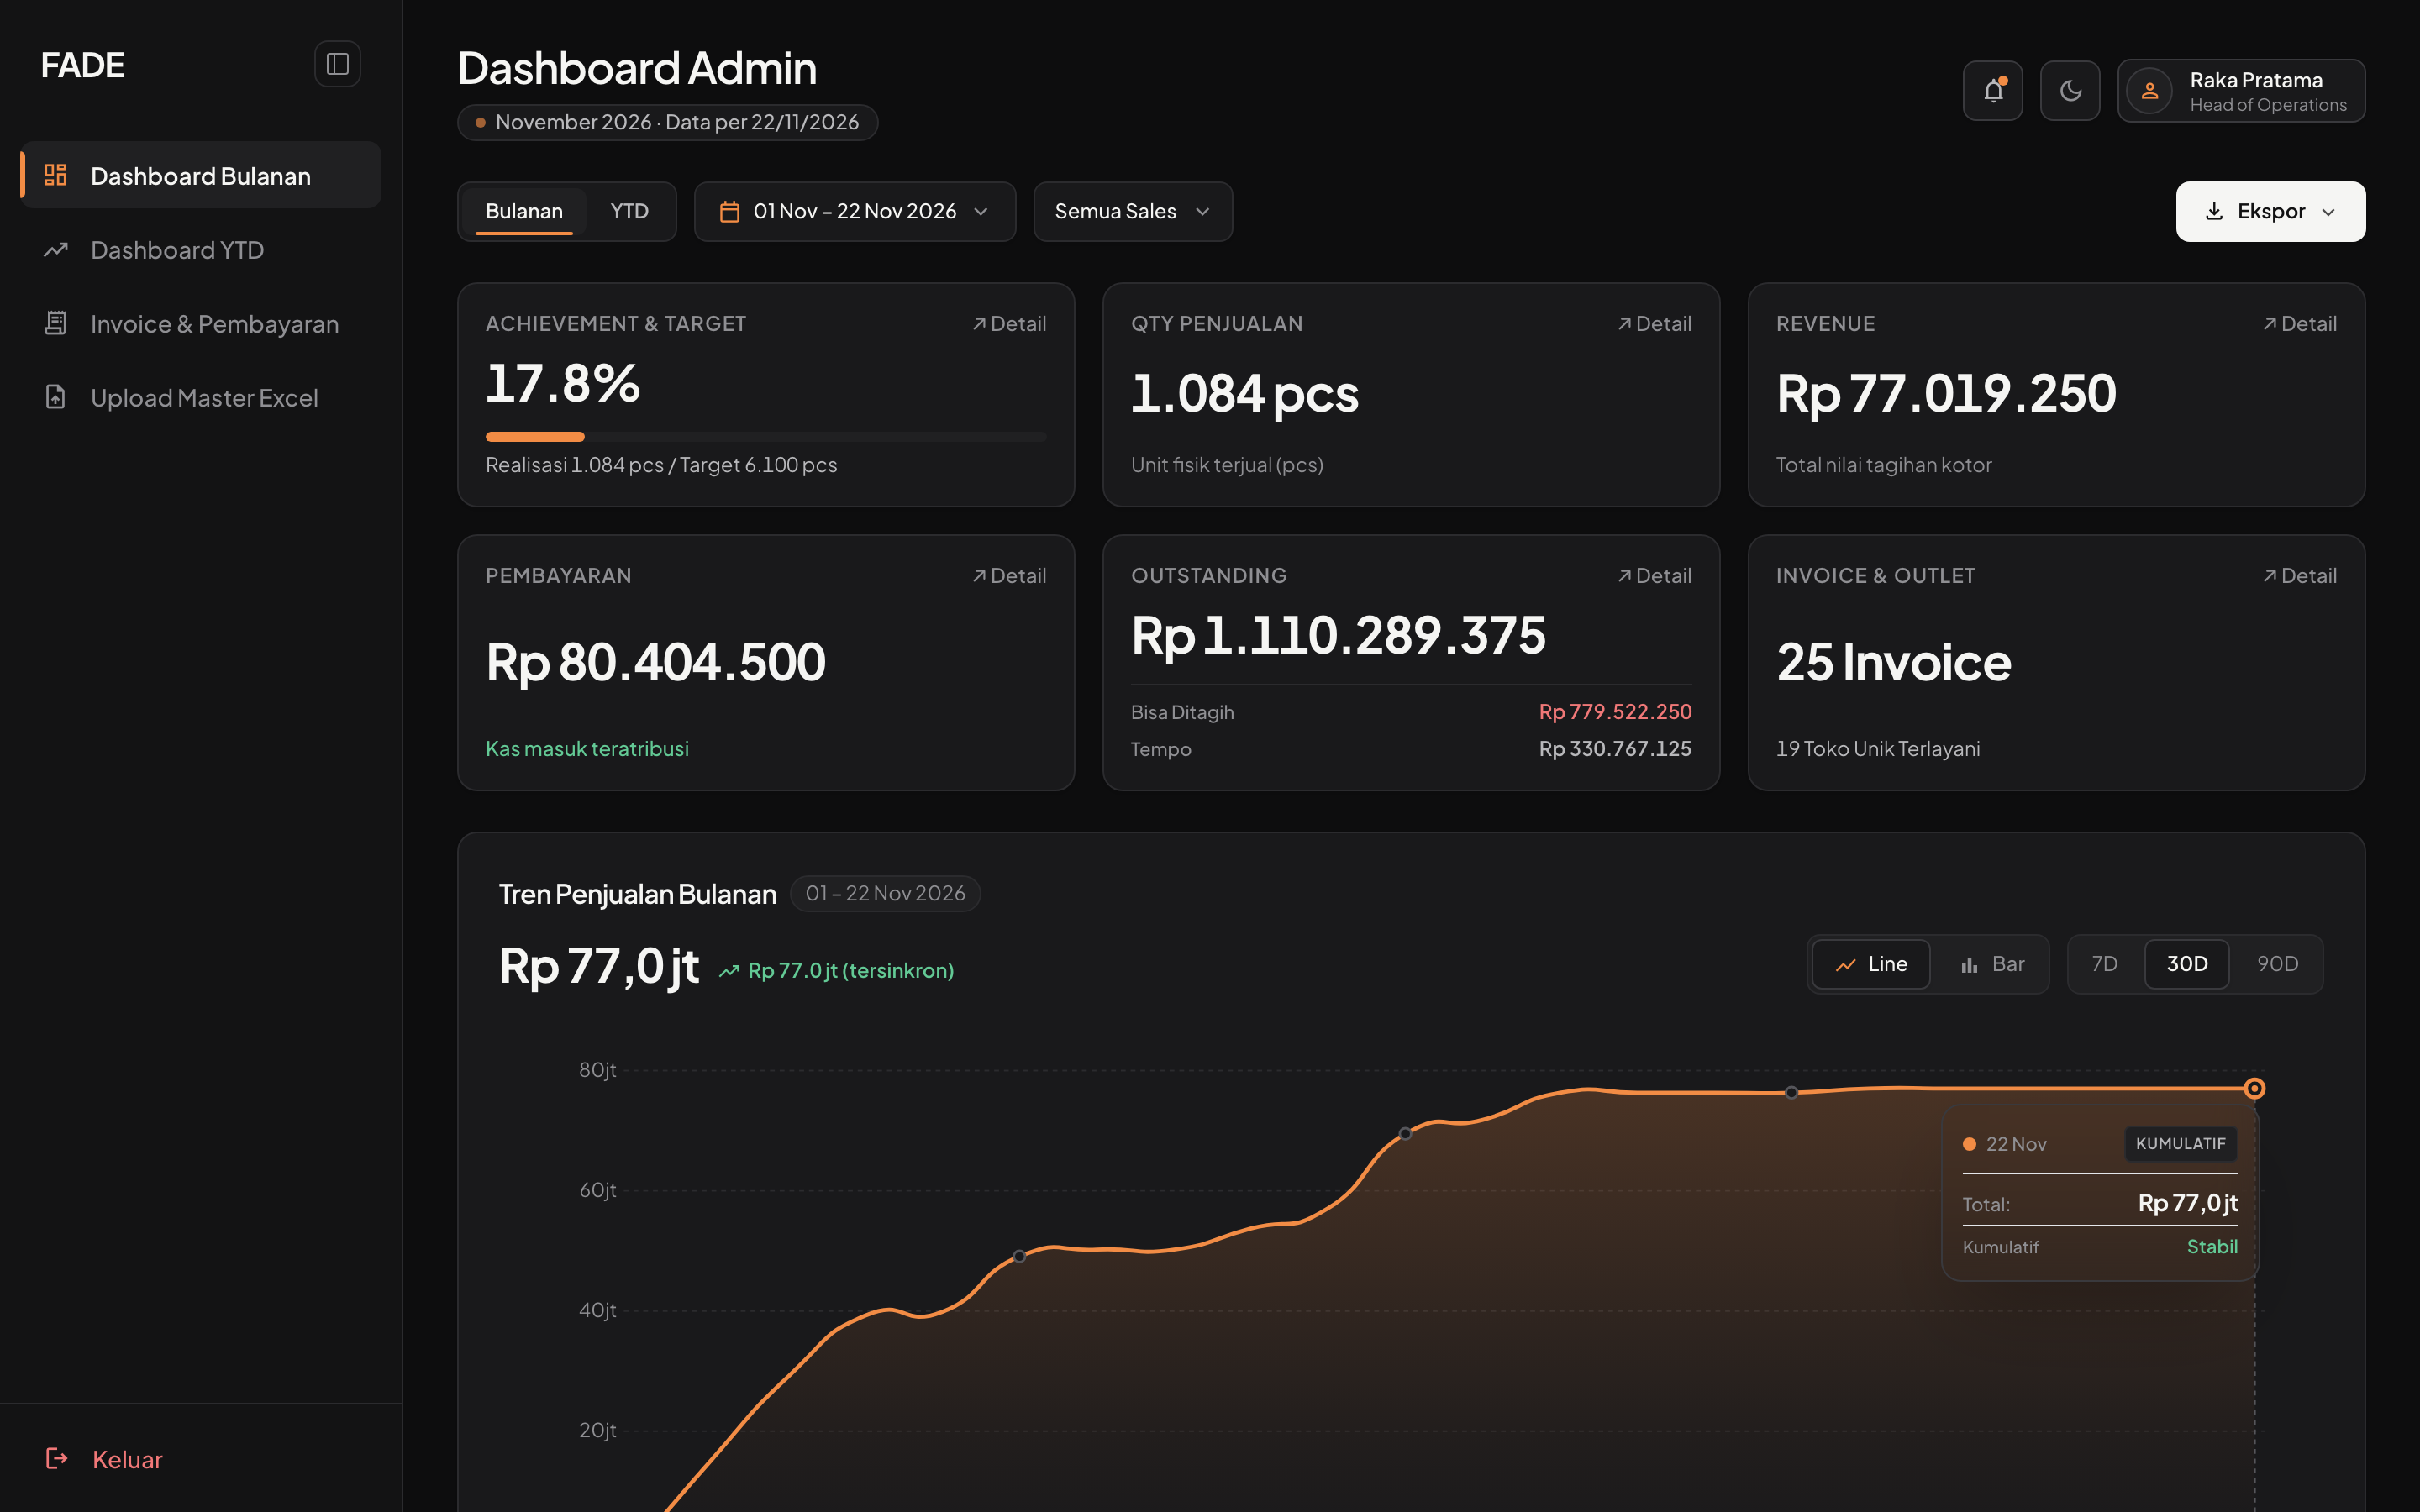 FADE
Dashboard Bulanan
Dashboard YTD
Invoice & Pembayaran
Upload Master Excel
Keluar
Dashboard Admin
November 2026 · Data per 22/11/2026
Raka Pratama
Head of Operations
Bulanan
YTD
01 Nov – 22 Nov 2026
Semua Sales
Ekspor
ACHIEVEMENT & TARGET
Detail
17.8%
Realisasi 1.084 pcs / Target 6.100 pcs
QTY PENJUALAN
Detail
1.084 pcs
Unit fisik terjual (pcs)
REVENUE
Detail
Rp 77.019.250
Total nilai tagihan kotor
PEMBAYARAN
Detail
Rp 80.404.500
Kas masuk teratribusi
OUTSTANDING
Detail
Rp 1.110.289.375
Bisa Ditagih Rp 779.522.250
Tempo Rp 330.767.125
INVOICE & OUTLET
Detail
25 Invoice
19 Toko Unik Terlayani
Tren Penjualan Bulanan
01 – 22 Nov 2026
Rp 77,0 jt
Rp 77.0 jt (tersinkron)
Line
Bar
7D
30D
90D
80jt
60jt
40jt
20jt
22 Nov
KUMULATIF
Total: Rp 77,0 jt
Kumulatif Stabil